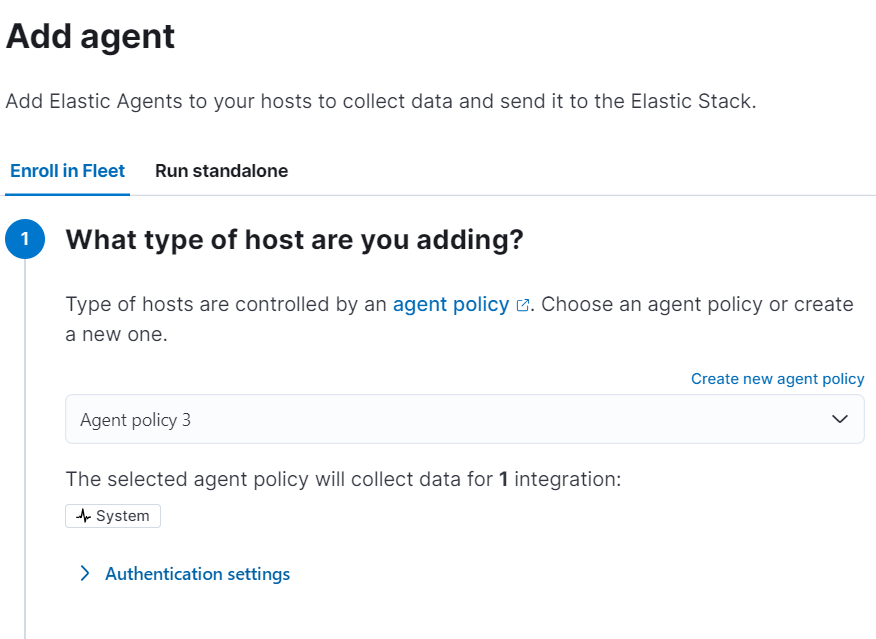 Add agent
Add Elastic Agents to your hosts to collect data and send it to the Elastic Stack.
Enroll in Fleet Run standalone
1 What type of host are you adding?
Type of hosts are controlled by an agent policy. Choose an agent policy or create
a new one.
Create new agent policy
Agent policy 3
The selected agent policy will collect data for 1 integration:
System
Authentication settings